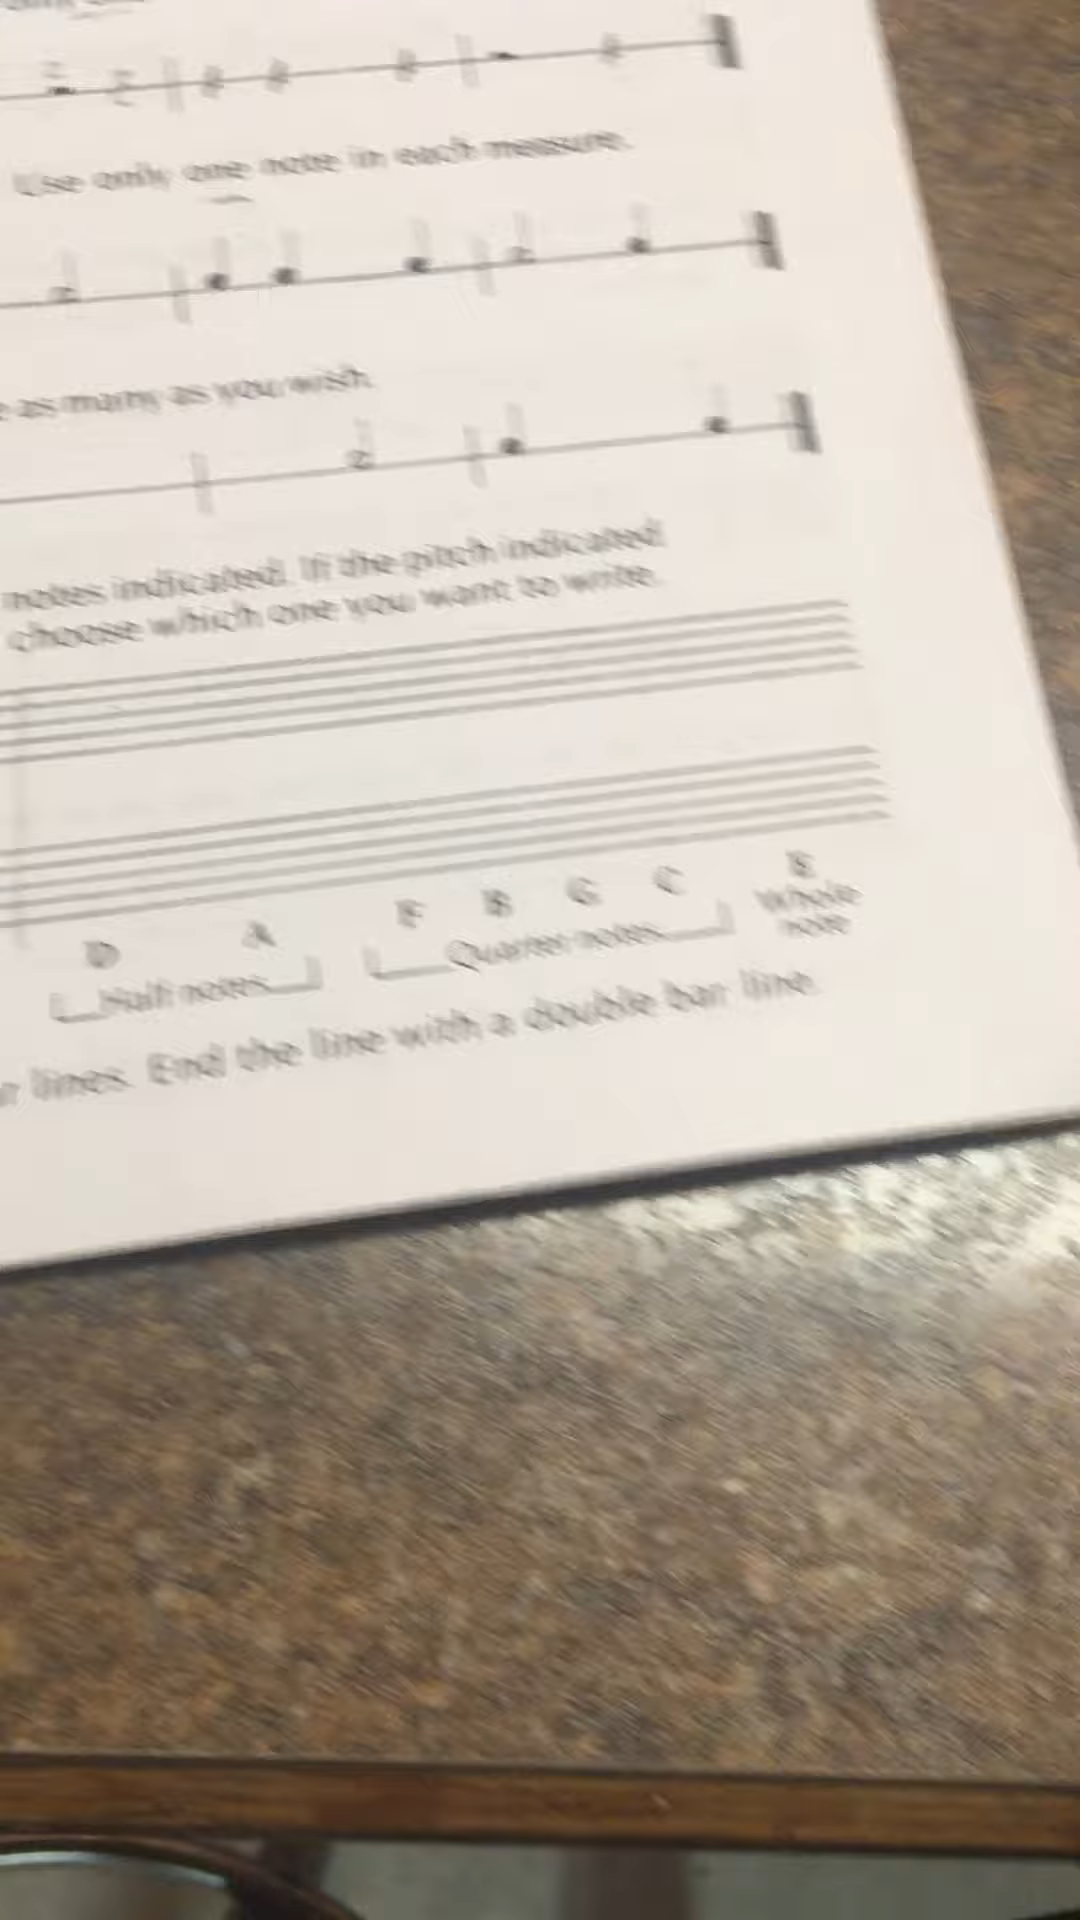 Use only one note in each measure.
as many as you wish.
notes indicated. If the pitch indicated
choose which one you want to write.
D A F B G C E
Half notes Quarter notes Whole
note
lines. End the line with a double bar line.